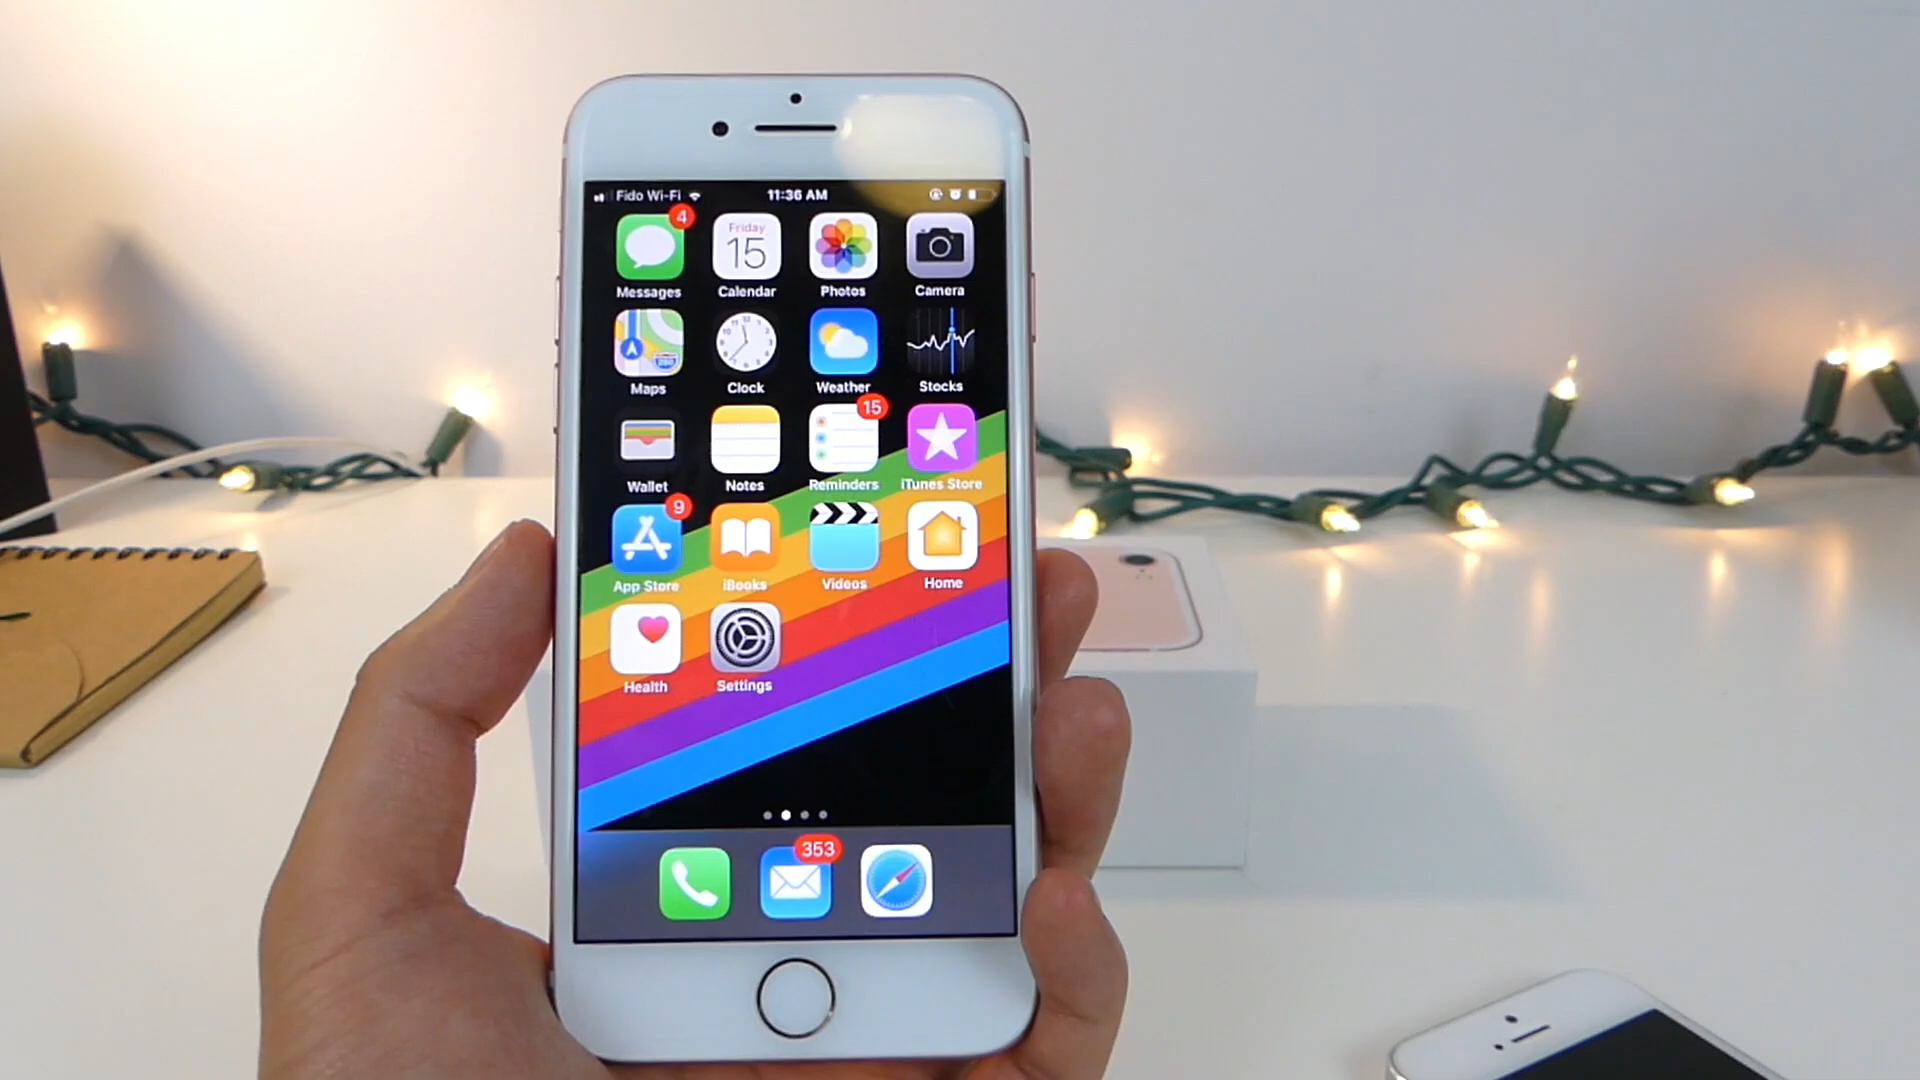 Fido Wi-Fi 11:36 AM
4
Friday
15
Messages Calendar Photos Camera
Maps Clock Weather Stocks
15
Wallet Notes Reminders iTunes Store
9
App Store iBooks Videos Home
Health Settings
353